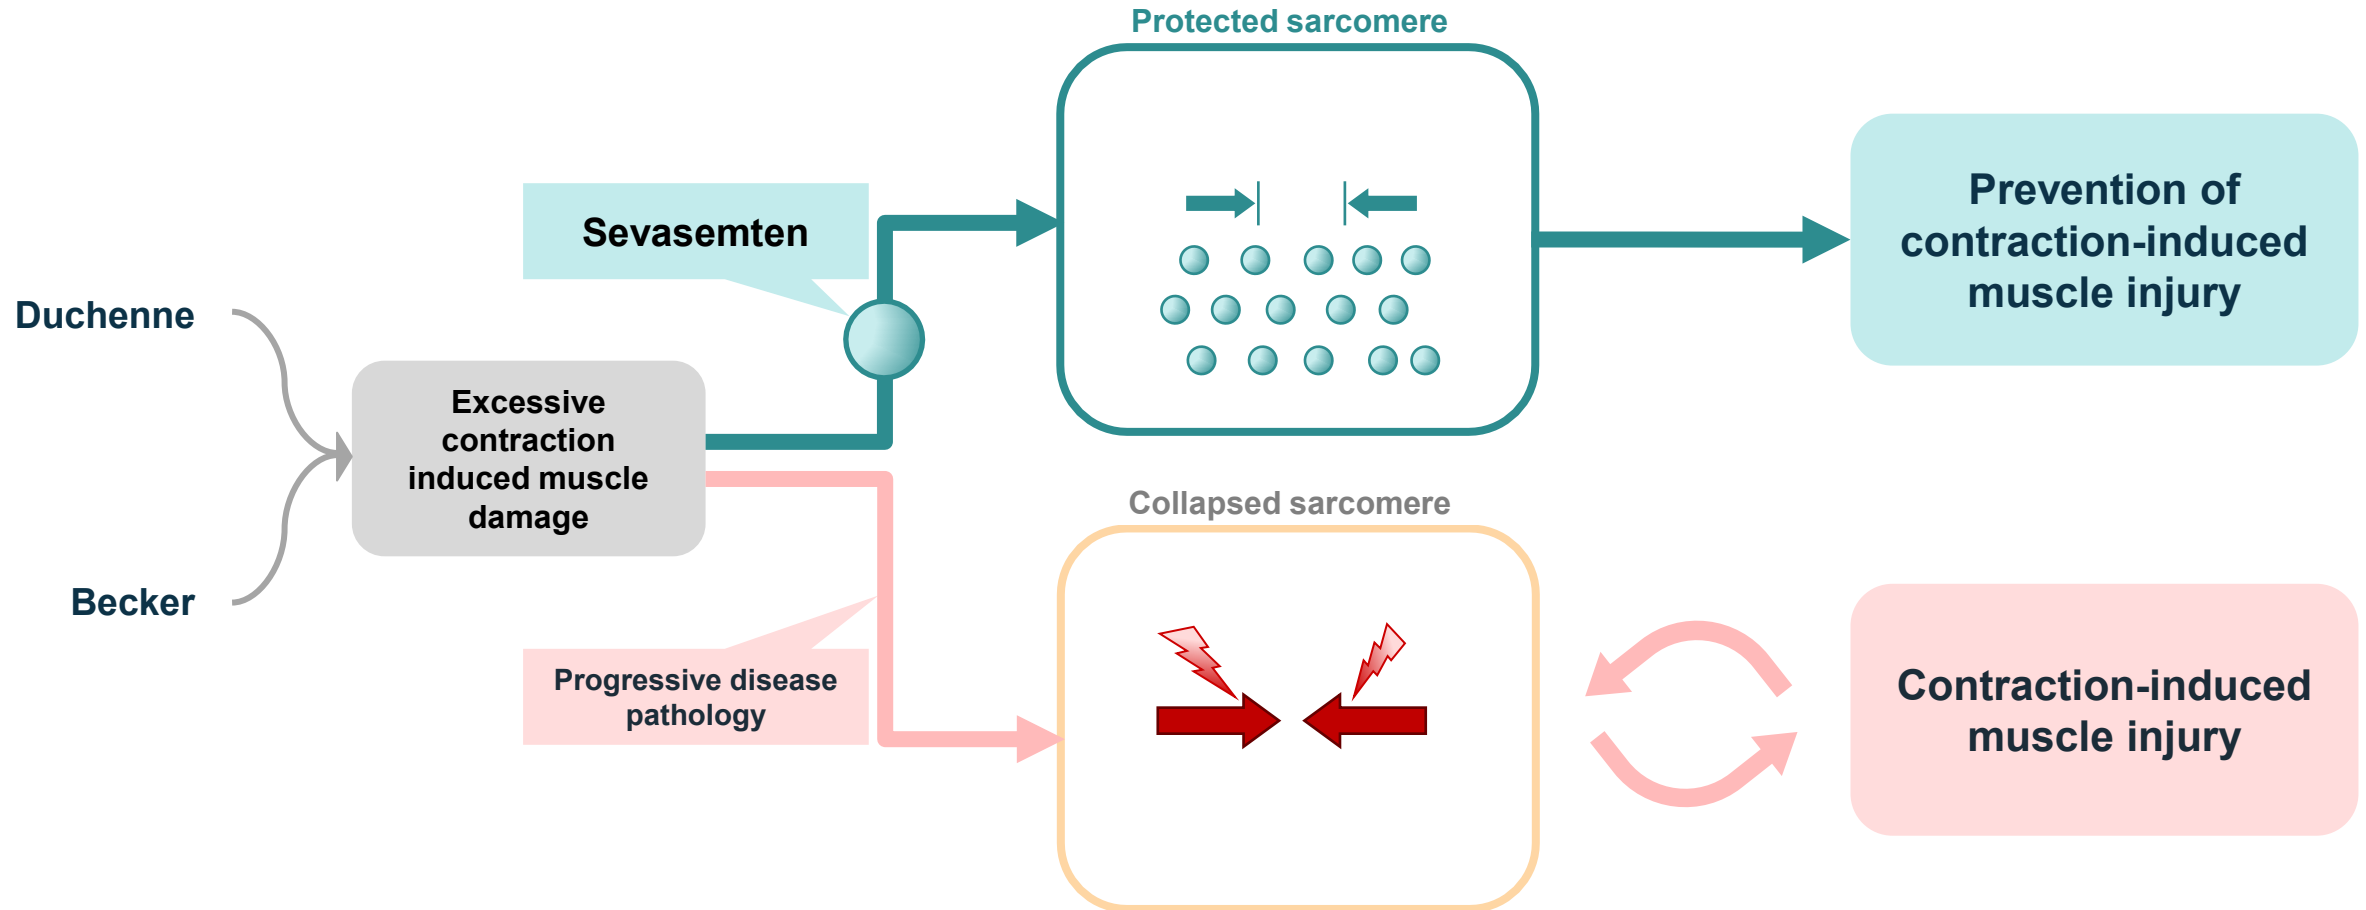 Protected sarcomere
Sevasemten
Prevention of
contraction-induced
muscle injury
Duchenne
Excessive
contraction
induced muscle
damage
Becker
Progressive disease
pathology
Collapsed sarcomere
Contraction-induced
muscle injury